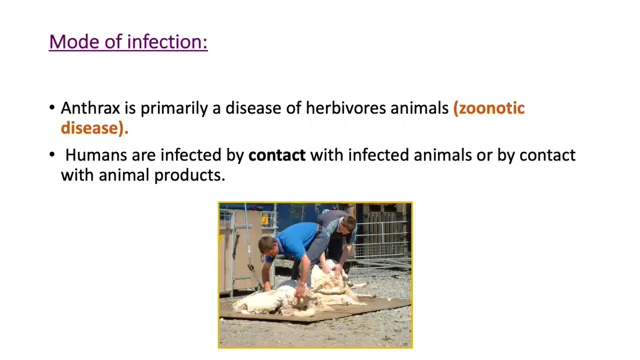 Mode of infection:
• Anthrax is primarily a disease of herbivores animals (zoonotic
disease).
• Humans are infected by contact with infected animals or by contact
with animal products.